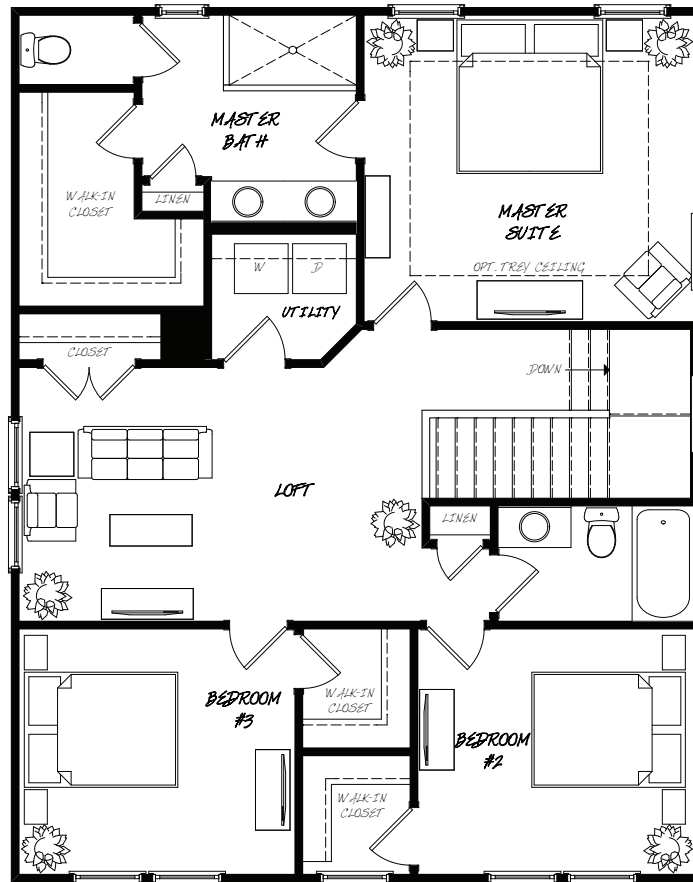 MASTER
BATH
WALK-IN
CLOSET
LINEN
MASTER
SUITE
OPT. TREY CEILING
W
D
UTILITY
CLOSET
DOWN
LOFT
LINEN
BEDROOM
#3
WALK-IN
CLOSET
BEDROOM
#2
WALK-IN
CLOSET